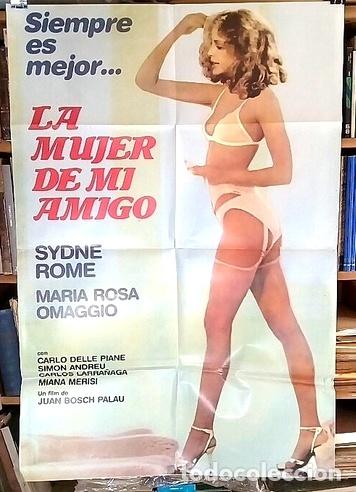 Siempre
es
mejor...
LA
MUJER
DE MI
AMIGO
SYDNE
ROME
MARIA ROSA
OMAGGIO
con
CARLO DELLE PIANE
SIMON ANDREU
CARLOS LARRAÑAGA
MIANA MERISI
Un film de
JUAN BOSCH PALAU
todocoleccion